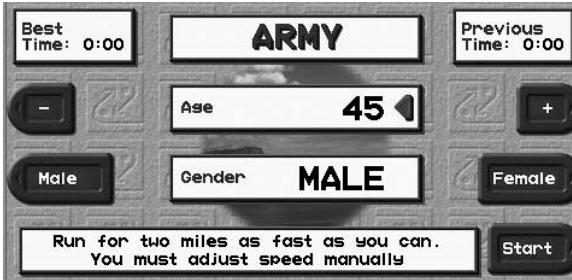 Best
Time: 0:00
ARMY
Previous
Time: 0:00
-
Age 45
+
Male
Gender MALE
Female
Run for two miles as fast as you can.
You must adjust speed manually
Start